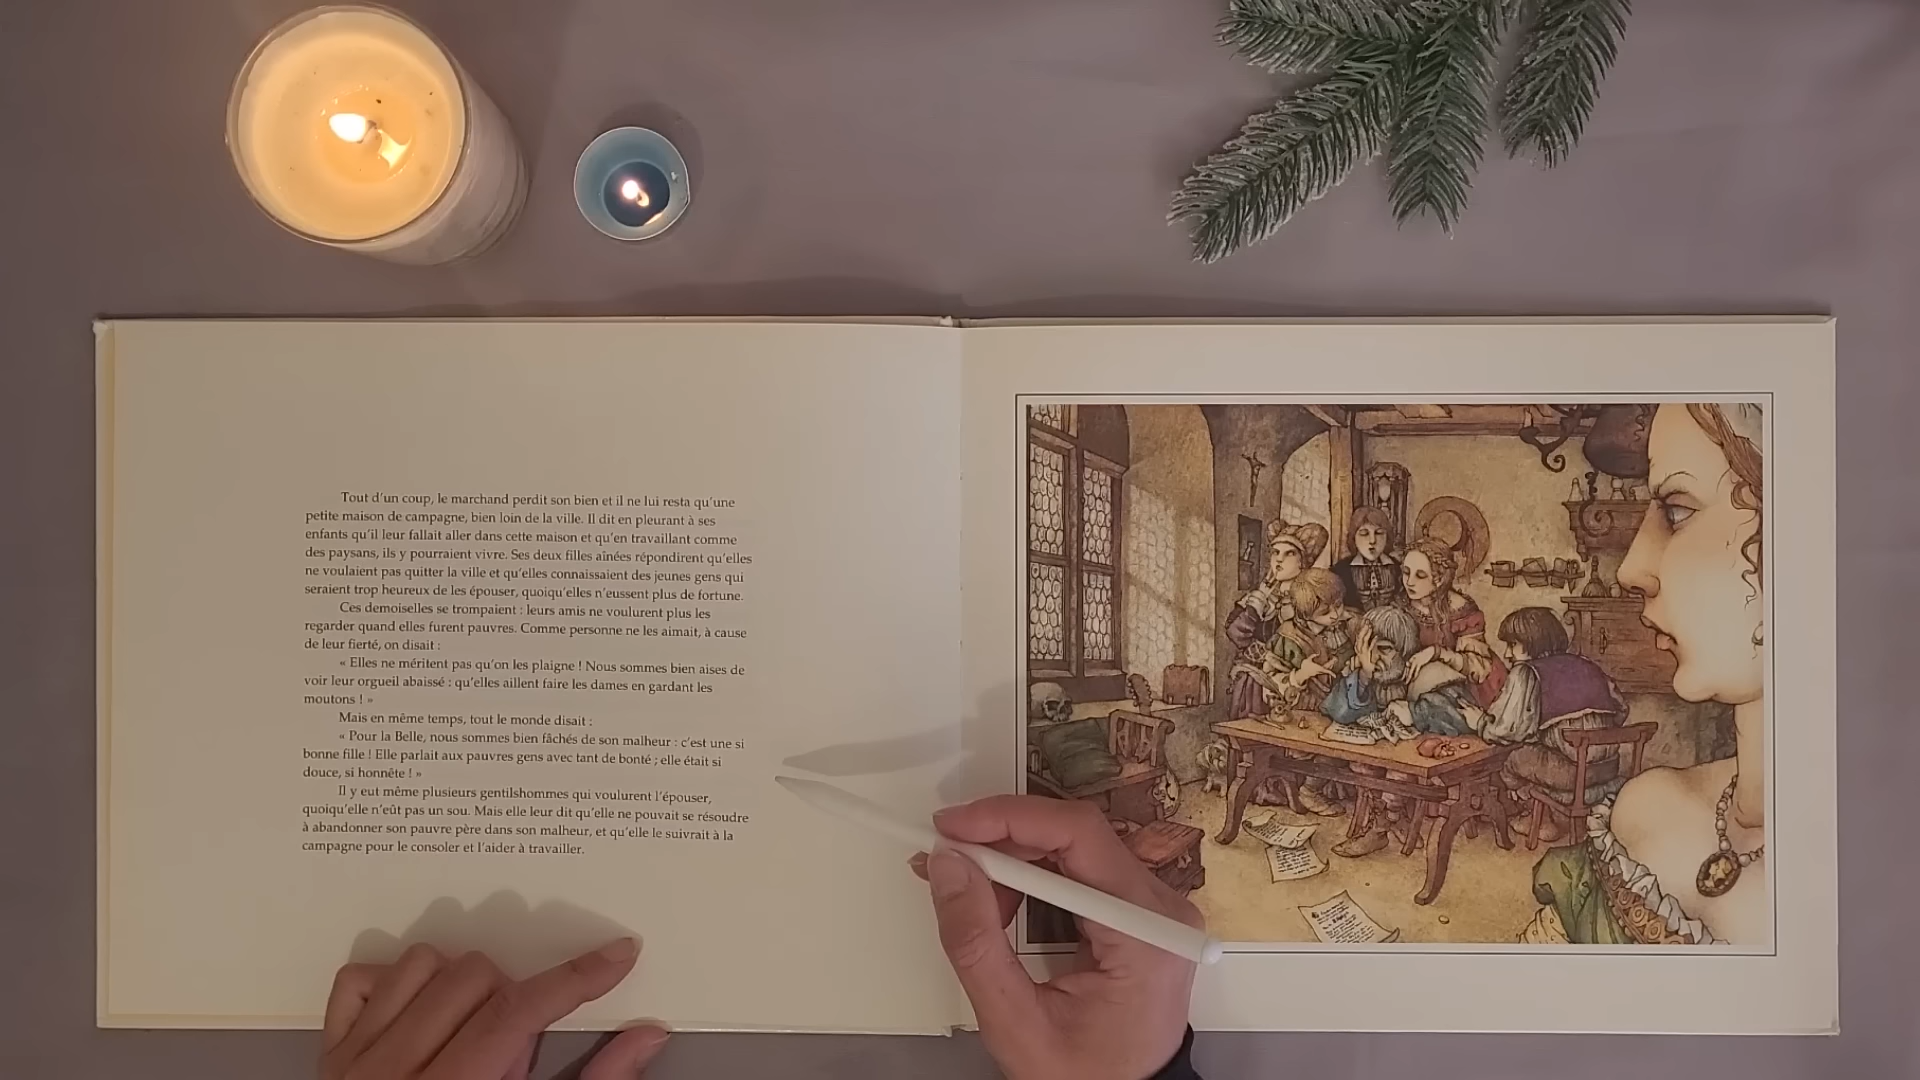 Tout d'un coup, le marchand perdit son bien et il ne lui resta qu'une
petite maison de campagne, bien loin de la ville. Il dit en pleurant à ses
enfants qu'il leur fallait aller dans cette maison et qu'en travaillant comme
des paysans, ils y pourraient vivre. Ses deux filles aînées répondirent qu'elles
ne voulaient pas quitter la ville et qu'elles connaissaient des jeunes gens qui
seraient trop heureux de les épouser, quoiqu'elles n'eussent plus de fortune.
Ces demoiselles se trompaient : leurs amis ne voulurent plus les
regarder quand elles furent pauvres. Comme personne ne les aimait, à cause
de leur fierté, on disait :
« Elles ne méritent pas qu'on les plaigne ! Nous sommes bien aises de
voir leur orgueil abaissé : qu'elles aillent faire les dames en gardant les
moutons ! »
Mais en même temps, tout le monde disait :
« Pour la Belle, nous sommes bien fâchés de son malheur : c'est une si
bonne fille ! Elle parlait aux pauvres gens avec tant de bonté ; elle était si
douce, si honnête ! »
Il y eut même plusieurs gentilshommes qui voulurent l'épouser,
quoiqu'elle n'eût pas un sou. Mais elle leur dit qu'elle ne pouvait se résoudre
à abandonner son pauvre père dans son malheur, et qu'elle le suivrait à la
campagne pour le consoler et l'aider à travailler.